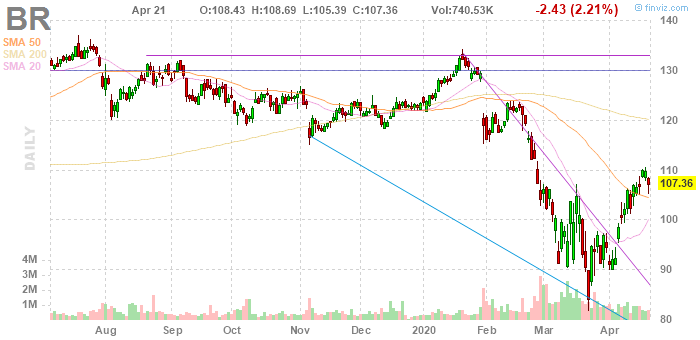 BR Apr 21 O:108.43 H:108.69 L:105.39 C:107.36 Vol:740.53K -2.43 (2.21%) © finviz.com
SMA 50
SMA 200
SMA 20
DAILY
140
130
120
110
107.36
100
90
80
4M
3M
2M
1M
Aug Sep Oct Nov Dec 2020 Feb Mar Apr